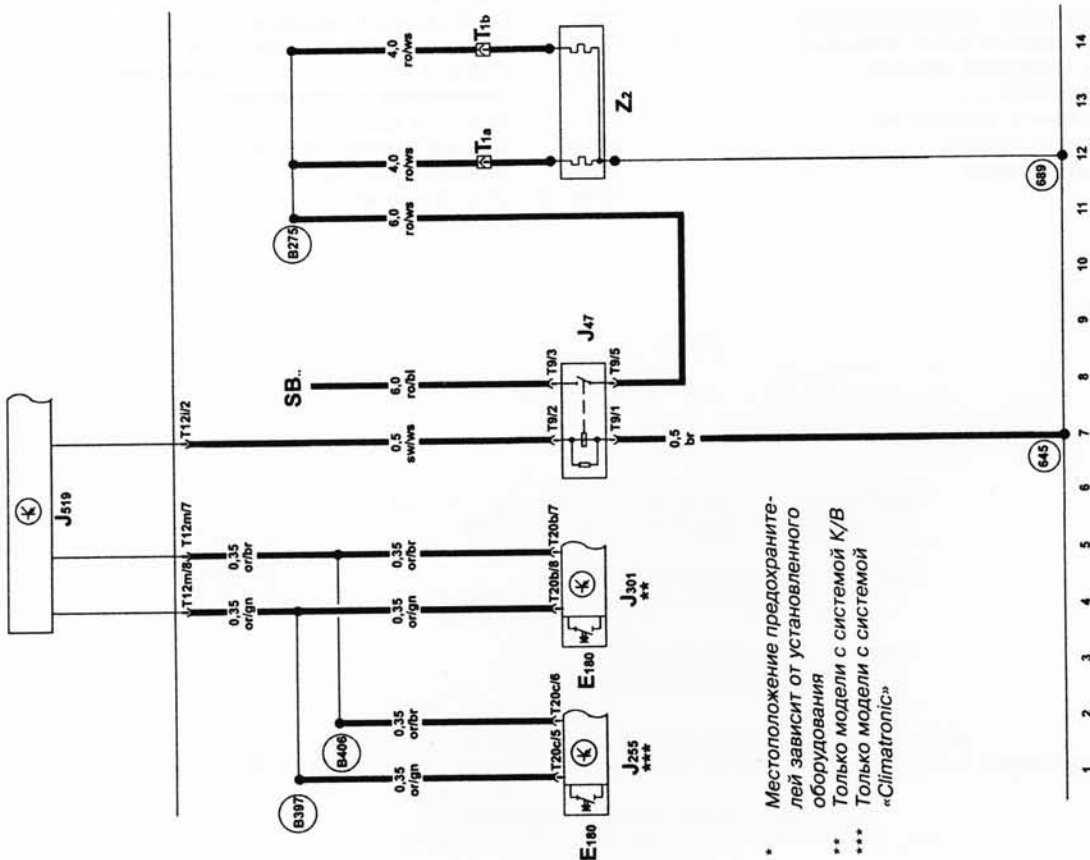 J519
T12m/8
T12m/7
T12i/2
0,35
or/gn
0,35
or/br
0,5
sw/ws
SB..
6,0
ro/bl
B275
6,0
ro/ws
4,0
ro/ws
4,0
ro/ws
T1a
T1b
B397
B406
0,35
or/gn
0,35
or/br
0,35
or/gn
0,35
or/br
T20c/5
T20c/6
T20b/8
T20b/7
T9/2
T9/3
T9/1
T9/5
J47
Z2
E180
J255
***
E180
J301
**
0,5
br
* Местоположение предохраните-
лей зависит от установленного
оборудования
** Только модели с системой К/В
*** Только модели с системой
«Climatronic»
645
689
1 2 3 4 5 6 7 8 9 10 11 12 13 14